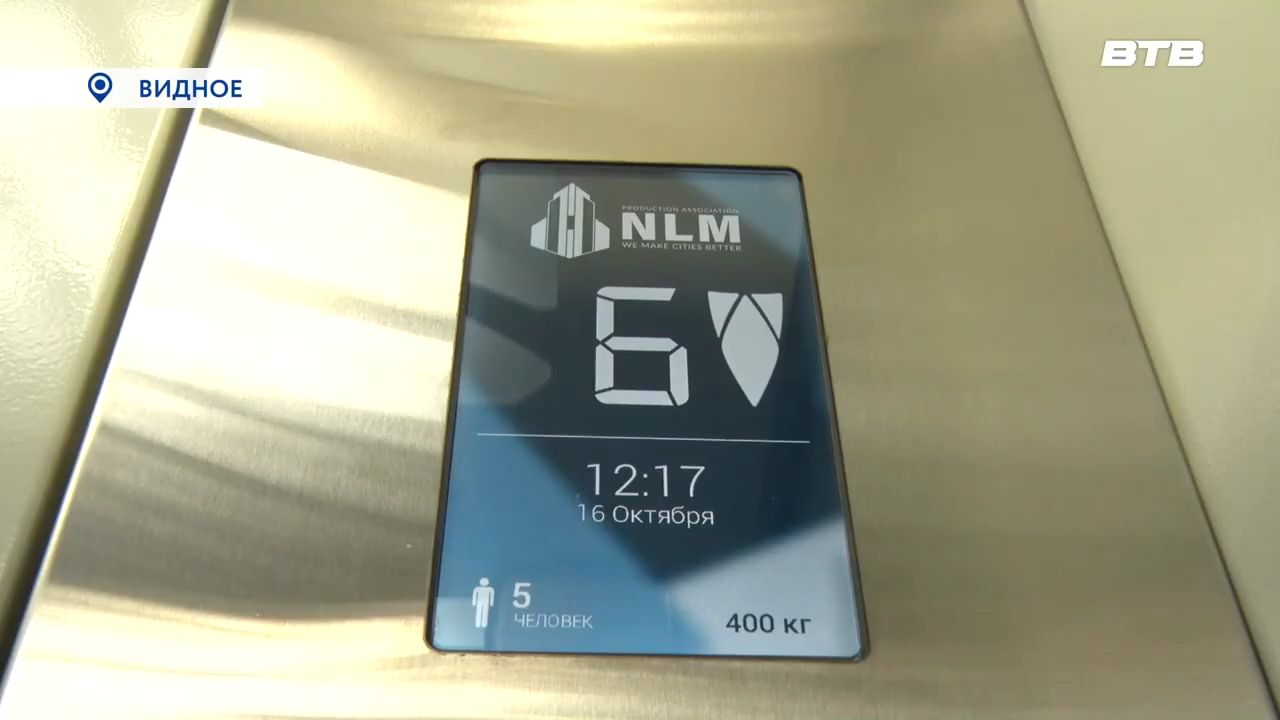 ВИДНОЕ
ВТВ
PRODUCTION ASSOCIATION
NLM
WE MAKE CITIES BETTER
6
12:17
16 Октября
5
ЧЕЛОВЕК
400 кг